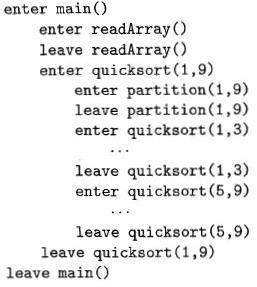 enter main()
enter readArray()
leave readArray()
enter quicksort(1,9)
enter partition(1,9)
leave partition(1,9)
enter quicksort(1,3)
...
leave quicksort(1,3)
enter quicksort(5,9)
...
leave quicksort(5,9)
leave quicksort(1,9)
leave main()